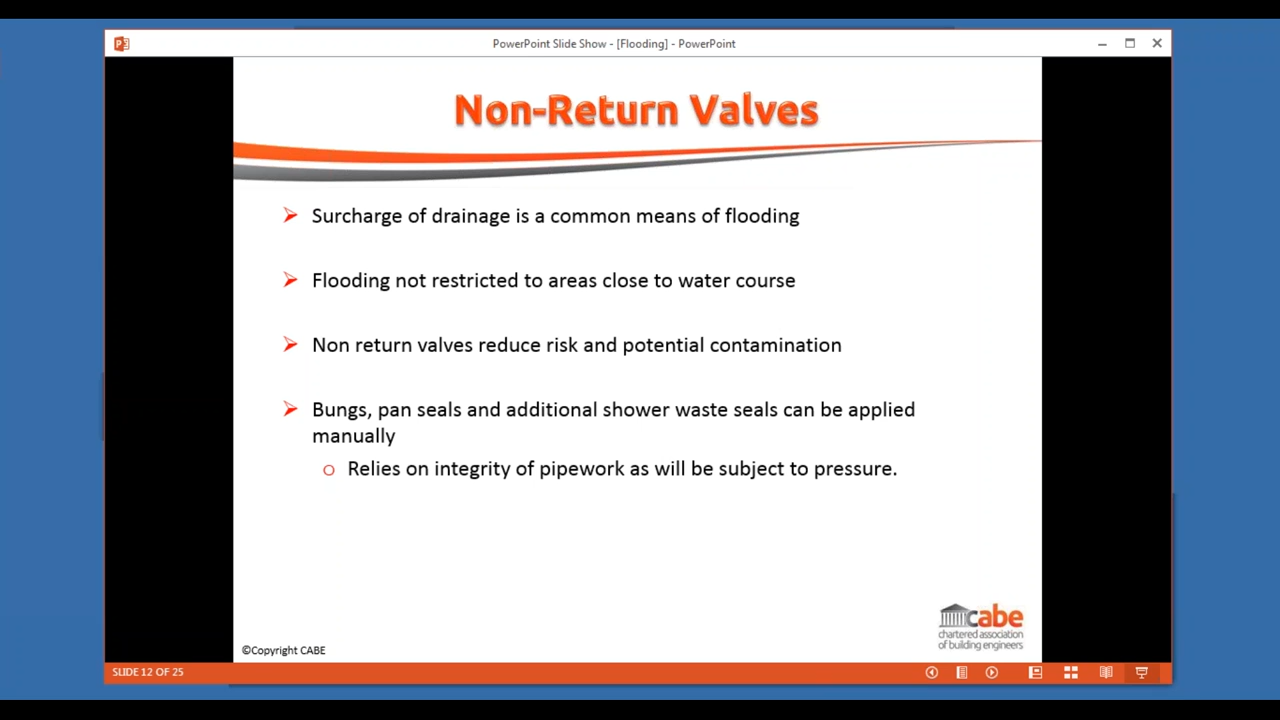 PowerPoint Slide Show - [Flooding] - PowerPoint
Non-Return Valves
Surcharge of drainage is a common means of flooding
Flooding not restricted to areas close to water course
Non return valves reduce risk and potential contamination
Bungs, pan seals and additional shower waste seals can be applied
manually
Relies on integrity of pipework as will be subject to pressure.
cabe
chartered association
of building engineers
©Copyright CABE
SLIDE 12 OF 25